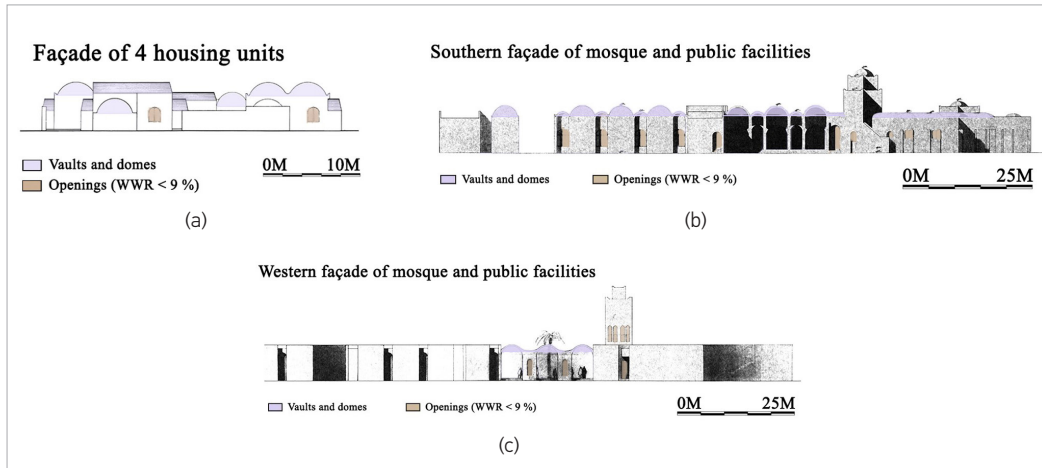 Façade of 4 housing units
Vaults and domes
Openings (WWR < 9 %)
0M 10M
(a)
Southern façade of mosque and public facilities
Vaults and domes Openings (WWR < 9 %)
0M 25M
(b)
Western façade of mosque and public facilities
Vaults and domes Openings (WWR < 9 %)
0M 25M
(c)